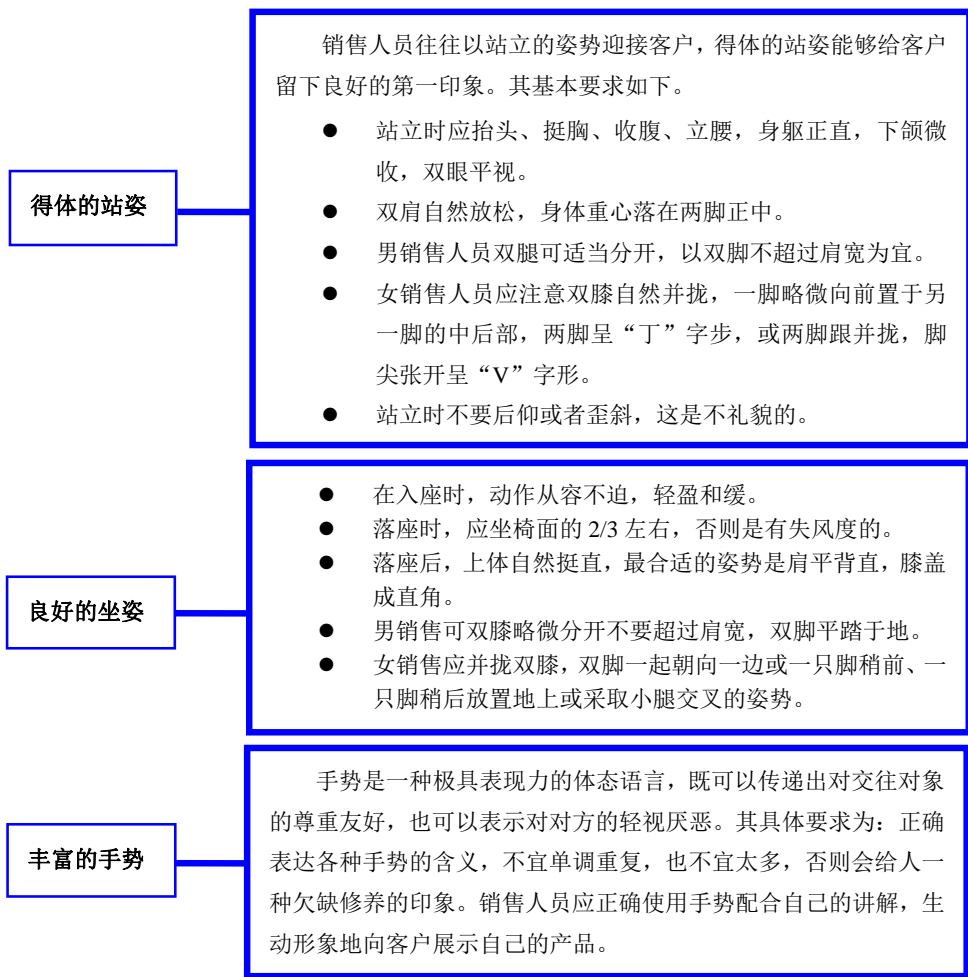 销售人员往往以站立的姿势迎接客户，得体的站姿能够给客户
留下良好的第一印象。其基本要求如下。
● 站立时应抬头、挺胸、收腹、立腰，身躯正直，下颌微
收，双眼平视。
得体的站姿
● 双肩自然放松，身体重心落在两脚正中。
● 男销售人员双腿可适当分开，以双脚不超过肩宽为宜。
● 女销售人员应注意双膝自然并拢，一脚略微向前置于另
一脚的中后部，两脚呈“丁”字步，或两脚跟并拢，脚
尖张开呈“V”字形。
● 站立时不要后仰或者歪斜，这是不礼貌的。
● 在入座时，动作从容不迫，轻盈和缓。
● 落座时，应坐椅面的 2/3 左右，否则是有失风度的。
● 落座后，上体自然挺直，最合适的姿势是肩平背直，膝盖
成直角。
良好的坐姿
● 男销售可双膝略微分开不要超过肩宽，双脚平踏于地。
● 女销售应并拢双膝，双脚一起朝向一边或一只脚稍前、一
只脚稍后放置地上或采取小腿交叉的姿势。
手势是一种极具表现力的体态语言，既可以传递出对交往对象
的尊重友好，也可以表示对对方的轻视厌恶。其具体要求为：正确
丰富的手势
表达各种手势的含义，不宜单调重复，也不宜太多，否则会给人一
种欠缺修养的印象。销售人员应正确使用手势配合自己的讲解，生
动形象地向客户展示自己的产品。